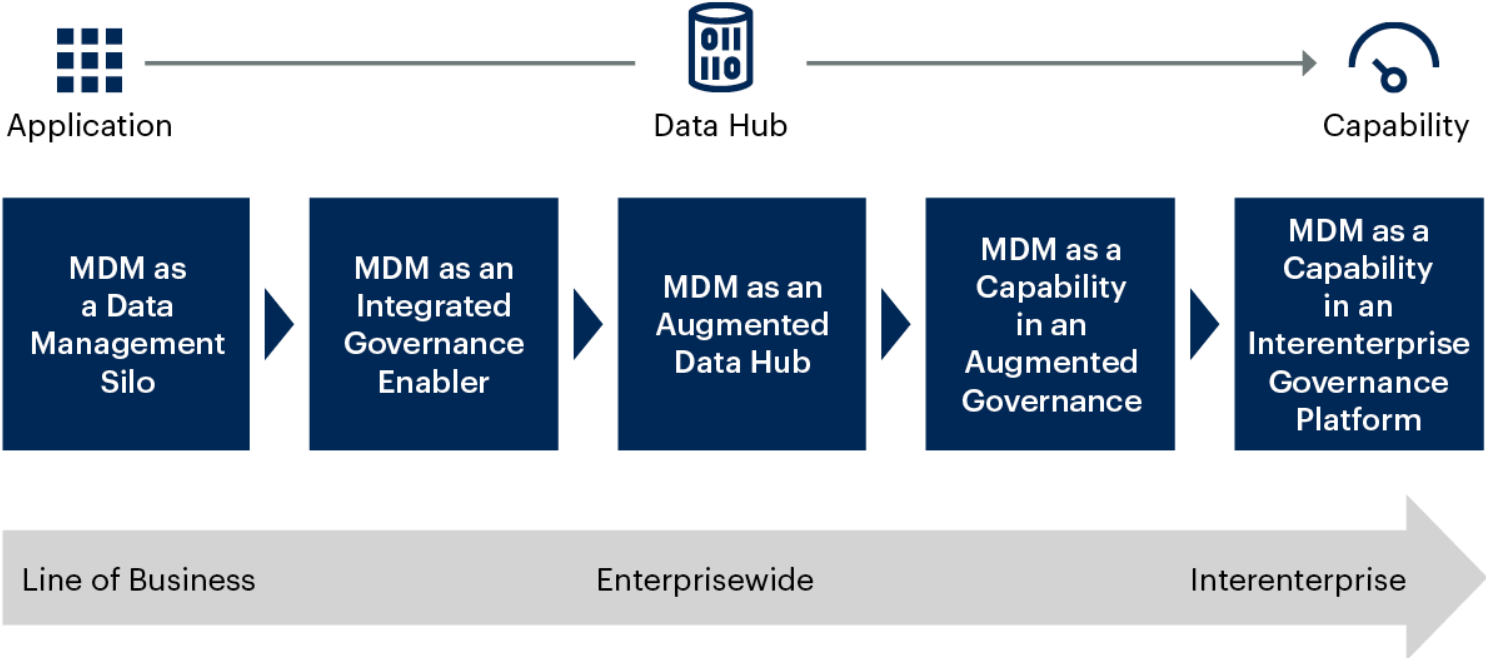 OII
IIO
Application
Data Hub
Capability
MDM as
a Data
Management
Silo
MDM as an
Integrated
Governance
Enabler
MDM as an
Augmented
Data Hub
MDM as a
Capability
in an
Augmented
Governance
MDM as a
Capability
in an
Interenterprise
Governance
Platform
Line of Business
Enterprisewide
Interenterprise